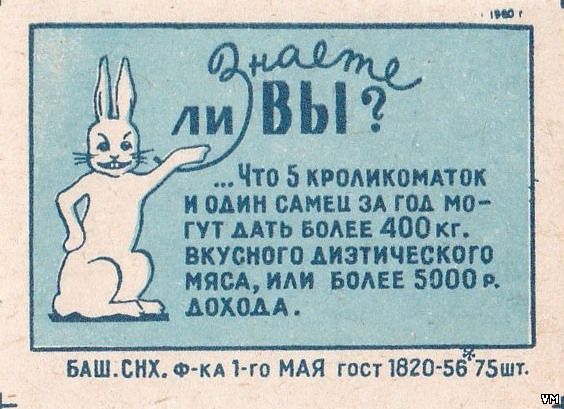 1960 г
Знаете
ли ВЫ?
...Что 5 кроликоматок
и один самец за год мо-
гут дать более 400 кг.
вкусного диэтического
мяса, или более 5000 р.
дохода.
БАШ.СНХ. Ф-ка 1-го МАЯ гост 1820-56* 75шт.
VM